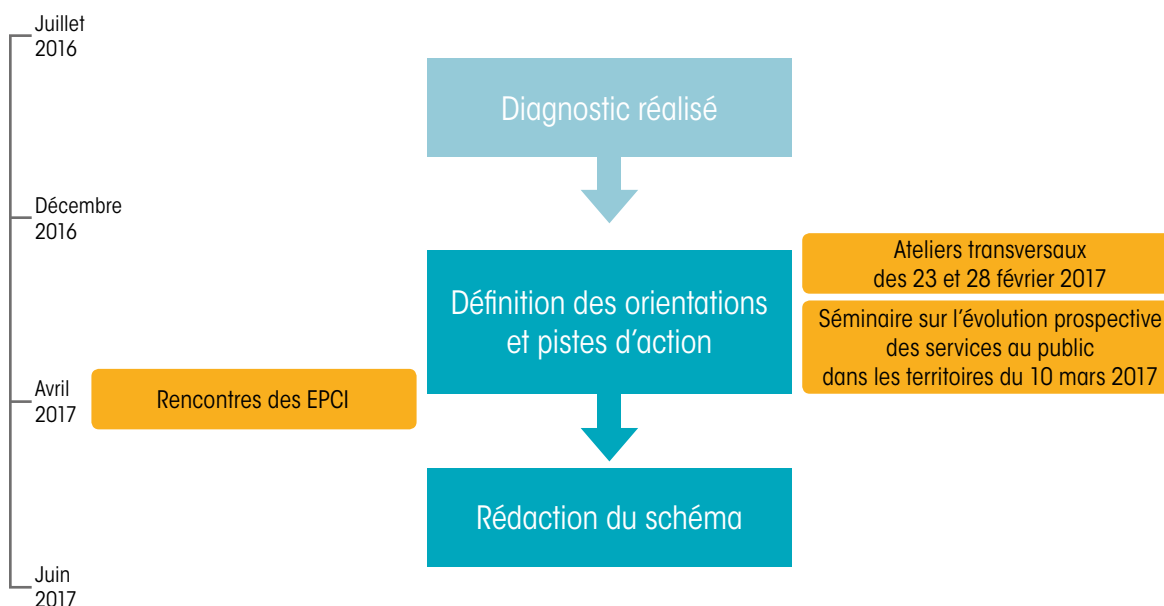 Juillet
2016
Diagnostic réalisé
Décembre
2016
Ateliers transversaux
des 23 et 28 février 2017
Définition des orientations
et pistes d'action
Séminaire sur l'évolution prospective
des services au public
dans les territoires du 10 mars 2017
Avril
2017
Rencontres des EPCI
Rédaction du schéma
Juin
2017